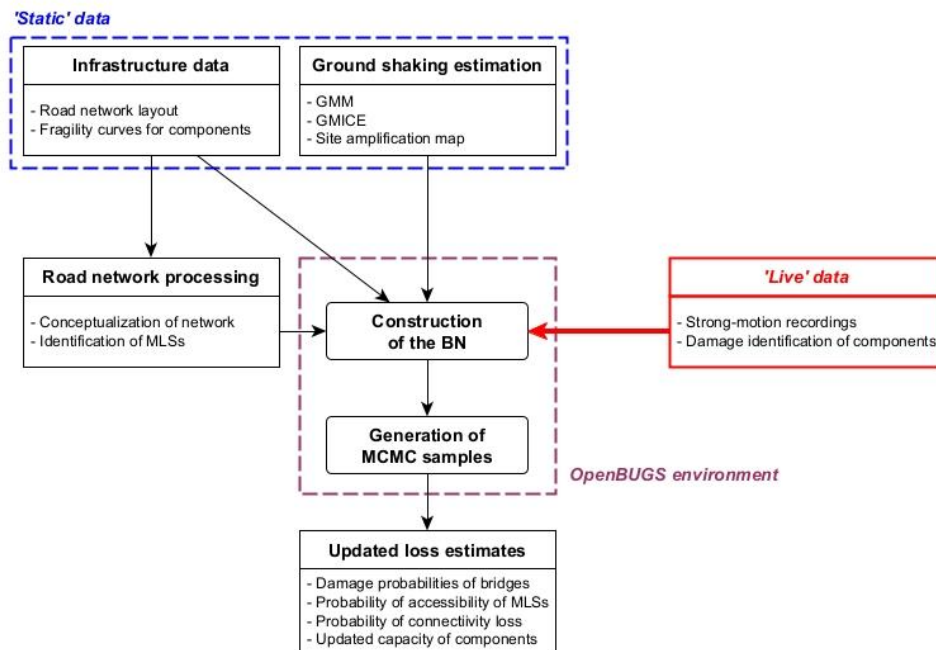 'Static' data
Infrastructure data
- Road network layout
- Fragility curves for components
Ground shaking estimation
- GMM
- GMICE
- Site amplification map
Road network processing
- Conceptualization of network
- Identification of MLSs
Construction
of the BN
'Live' data
- Strong-motion recordings
- Damage identification of components
Generation of
MCMC samples
OpenBUGS environment
Updated loss estimates
- Damage probabilities of bridges
- Probability of accessibility of MLSs
- Probability of connectiivity loss
- Updated capacity of components